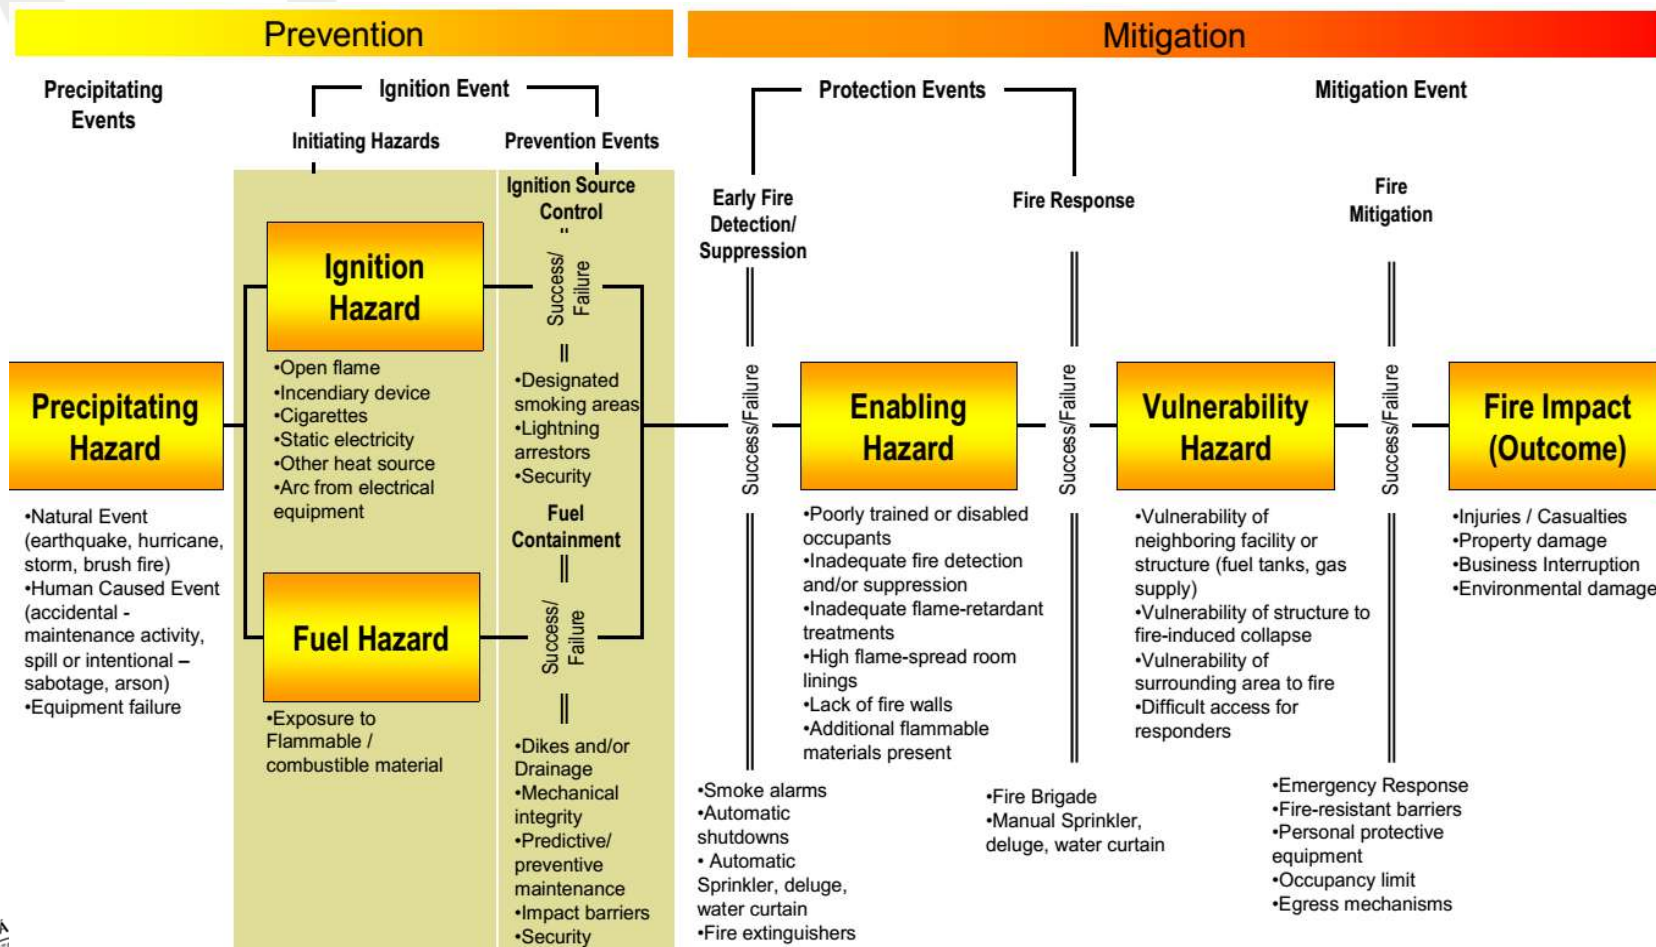 Prevention
Mitigation
Precipitating
Events
Ignition Event
Initiating Hazards
Prevention Events
Protection Events
Mitigation Event
Ignition Source
Control
Success/
Failure
Early Fire
Detection/
Suppression
Fire Response
Fire
Mitigation
Precipitating
Hazard
•Natural Event
(earthquake, hurricane,
storm, brush fire)
•Human Caused Event
(accidental -
maintenance activity,
spill or intentional –
sabotage, arson)
•Equipment failure
Ignition
Hazard
•Open flame
•Incendiary device
•Cigarettes
•Static electricity
•Other heat source
•Arc from electrical
equipment
•Designated
smoking areas
•Lightning
arrestors
•Security
Fuel
Containment
Success/
Failure
Fuel Hazard
•Exposure to
Flammable /
combustible material
•Dikes and/or
Drainage
•Mechanical
integrity
•Predictive/
preventive
maintenance
•Impact barriers
•Security
Success/Failure
•Smoke alarms
•Automatic
shutdowns
• Automatic
Sprinkler, deluge,
water curtain
•Fire extinguishers
Enabling
Hazard
•Poorly trained or disabled
occupants
•Inadequate fire detection
and/or suppression
•Inadequate flame-retardant
treatments
•High flame-spread room
linings
•Lack of fire walls
•Additional flammable
materials present
Success/Failure
•Fire Brigade
•Manual Sprinkler,
deluge, water curtain
Vulnerability
Hazard
•Vulnerability of
neighboring facility or
structure (fuel tanks, gas
supply)
•Vulnerability of structure to
fire-induced collapse
•Vulnerability of
surrounding area to fire
•Difficult access for
responders
Success/Failure
•Emergency Response
•Fire-resistant barriers
•Personal protective
equipment
•Occupancy limit
•Egress mechanisms
Fire Impact
(Outcome)
•Injuries / Casualties
•Property damage
•Business Interruption
•Environmental damage